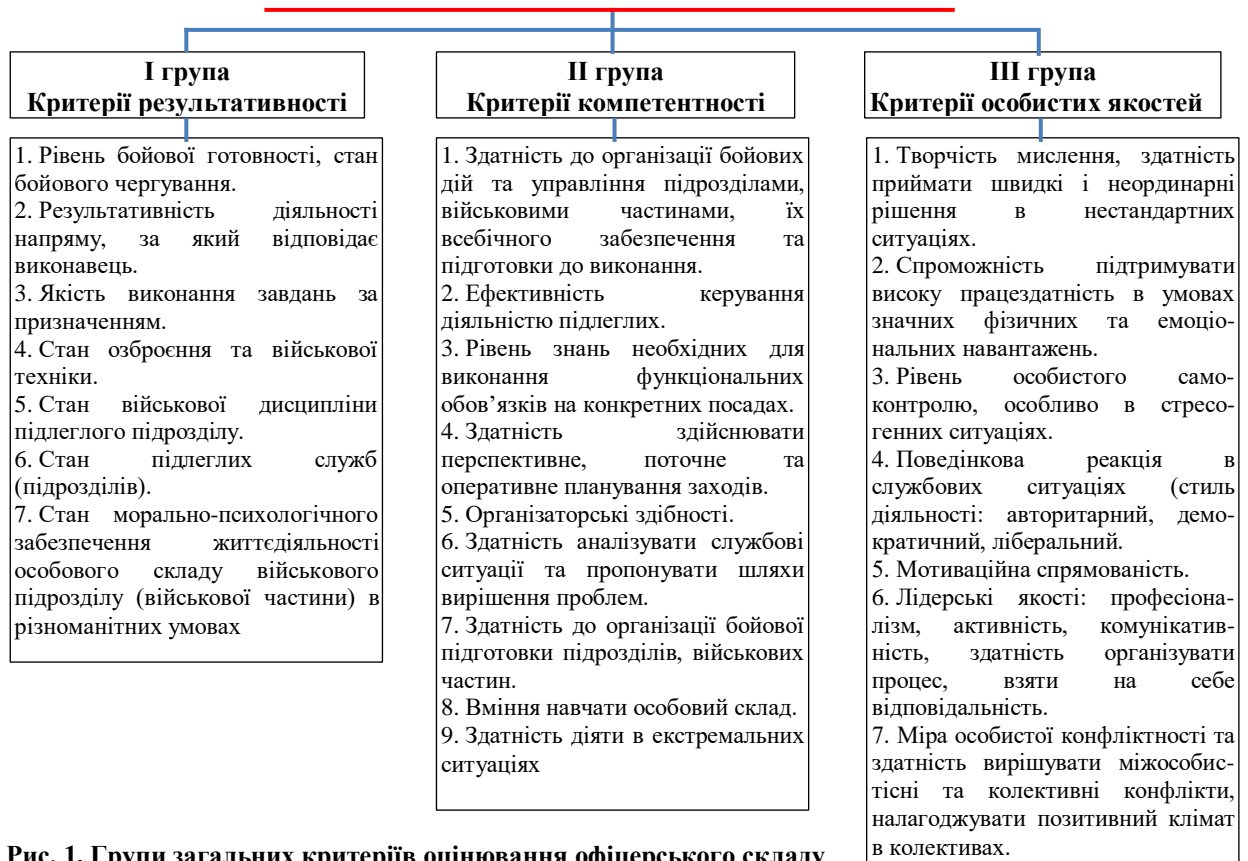 І група
Критерії результативності
ІІ група
Критерії компетентності
ІІІ група
Критерії особистих якостей
1. Рівень бойової готовності, стан
бойового чергування.
2. Результативність діяльності
напряму, за який відповідає
виконавець.
3. Якість виконання завдань за
призначенням.
4. Стан озброєння та військової
техніки.
5. Стан військової дисципліни
підлеглого підрозділу.
6. Стан підлеглих служб
(підрозділів).
7. Стан морально-психологічного
забезпечення життєдіяльності
особового складу військового
підрозділу (військової частини) в
різноманітних умовах
1. Здатність до організації бойових
дій та управління підрозділами,
військовими частинами, їх
всебічного забезпечення та
підготовки до виконання.
2. Ефективність керування
діяльністю підлеглих.
3. Рівень знань необхідних для
виконання функціональних
обов’язків на конкретних посадах.
4. Здатність здійснювати
перспективне, поточне та
оперативне планування заходів.
5. Організаторські здібності.
6. Здатність аналізувати службові
ситуації та пропонувати шляхи
вирішення проблем.
7. Здатність до організації бойової
підготовки підрозділів, військових
частин.
8. Вміння навчати особовий склад.
9. Здатність діяти в екстремальних
ситуаціях
1. Творчість мислення, здатність
приймати швидкі і неординарні
рішення в нестандартних
ситуаціях.
2. Спроможність підтримувати
високу працездатність в умовах
значних фізичних та емоціо-
нальних навантажень.
3. Рівень особистого само-
контролю, особливо в стресо-
генних ситуаціях.
4. Поведінкова реакція в
службових ситуаціях (стиль
діяльності: авторитарний, демо-
кратичний, ліберальний.
5. Мотиваційна спрямованість.
6. Лідерські якості: професіона-
лізм, активність, комунікатив-
ність, здатність організувати
процес, взяти на себе
відповідальність.
7. Міра особистої конфліктності та
здатність вирішувати міжособис-
тісні та колективні конфлікти,
налагоджувати позитивний клімат
в колективах.
Рис. 1. Групи загальних критеріїв оцінювання офіцерського складу